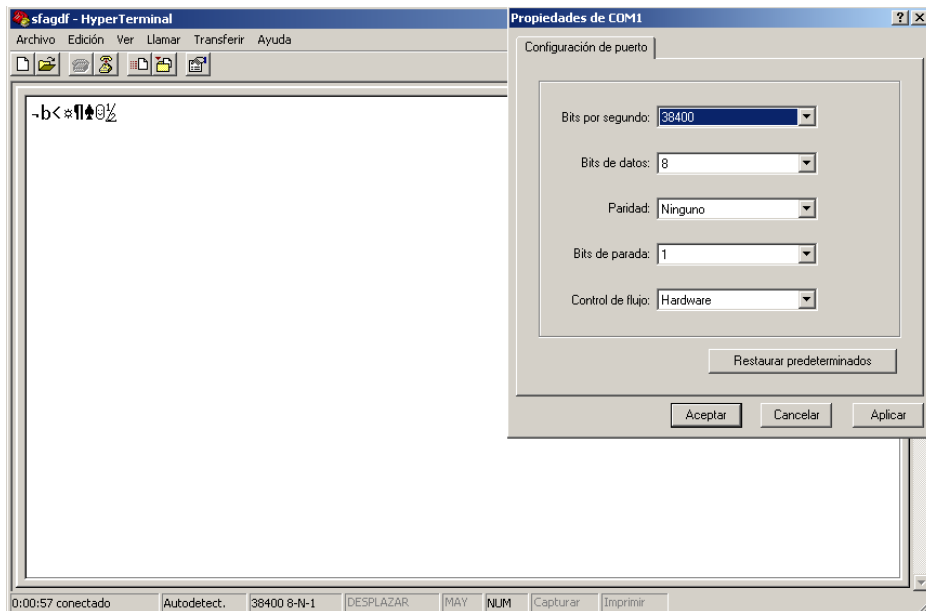 sfagdf - HyperTerminal
Archivo Edición Ver Llamar Transferir Ayuda
¬b<☼¶♠☺½
Propiedades de COM1
Configuración de puerto
Bits por segundo: 38400
Bits de datos: 8
Paridad: Ninguno
Bits de parada: 1
Control de flujo: Hardware
Restaurar predeterminados
Aceptar Cancelar Aplicar
0:00:57 conectado Autodetect. 38400 8-N-1 DESPLAZAR MAY NUM Capturar Imprimir